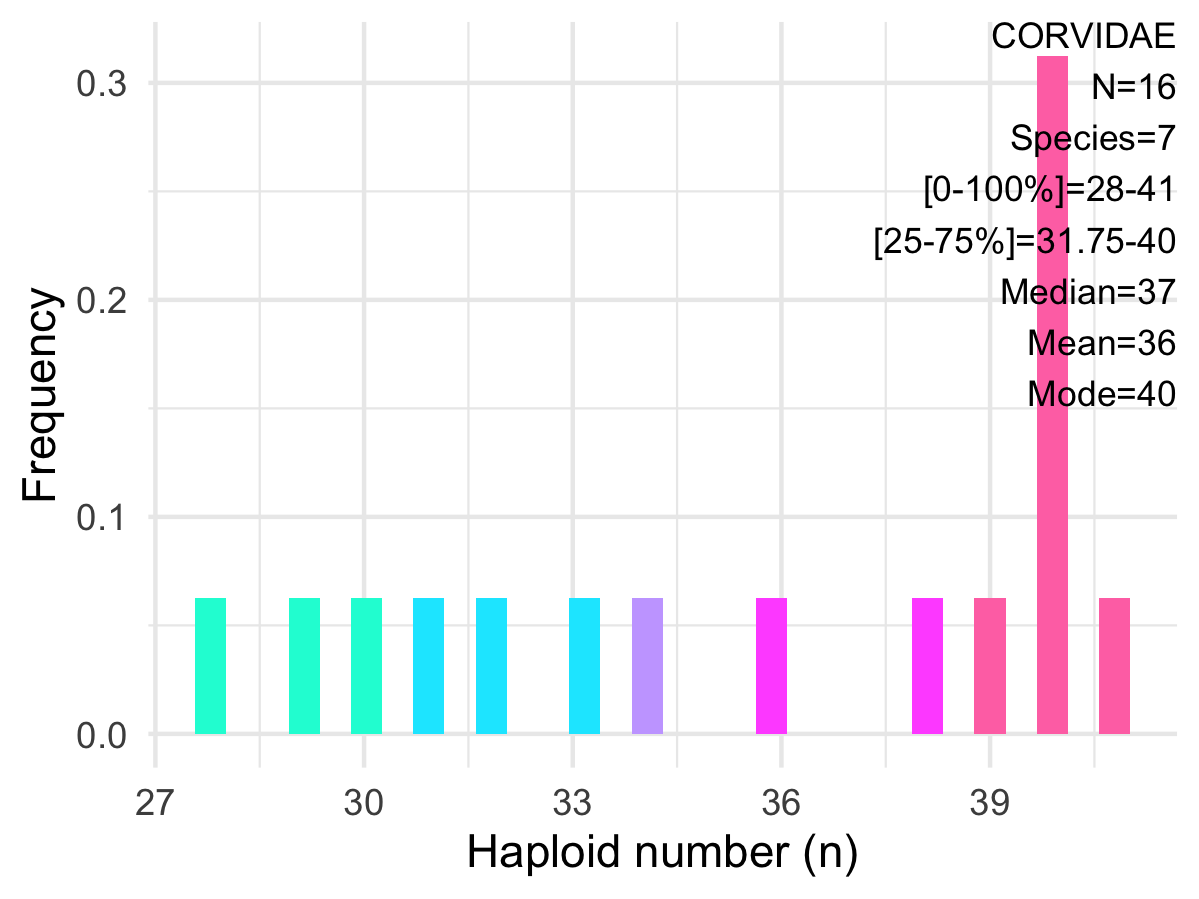 CORVIDAE
N=16
Species=7
[0-100%]=28-41
[25-75%]=31.75-40
Median=37
Mean=36
Mode=40
Frequency
0.3
0.2
0.1
0.0
27 30 33 36 39
Haploid number (n)